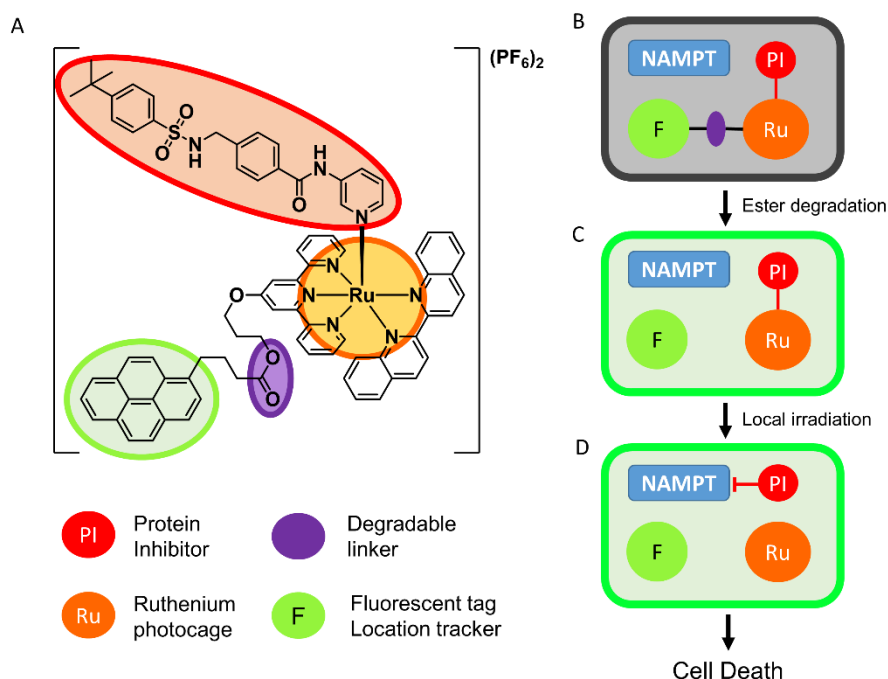 A
(PF6)2
O
S
O
N
H
O
H
N
N
N
N
Ru
N
N
N
O
O
O
PI
Protein
Inhibitor
Degradable
linker
Ru
Ruthenium
photocage
F
Fluorescent tag
Location tracker
B
NAMPT
PI
F
Ru
Ester degradation
C
NAMPT
PI
F
Ru
Local irradiation
D
NAMPT
PI
F
Ru
Cell Death